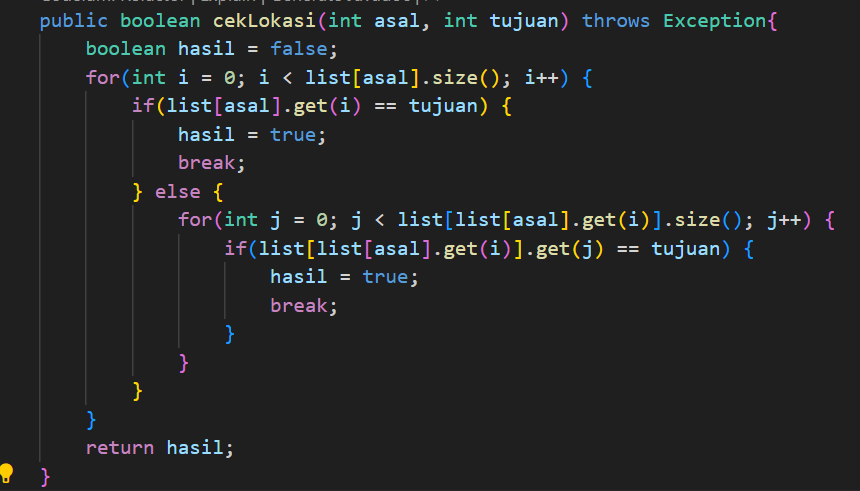 public boolean cekLokasi(int asal, int tujuan) throws Exception{
boolean hasil = false;
for(int i = 0; i < list[asal].size(); i++) {
if(list[asal].get(i) == tujuan) {
hasil = true;
break;
} else {
for(int j = 0; j < list[list[asal].get(i)].size(); j++) {
if(list[list[asal].get(i)].get(j) == tujuan) {
hasil = true;
break;
}
}
}
}
return hasil;
}